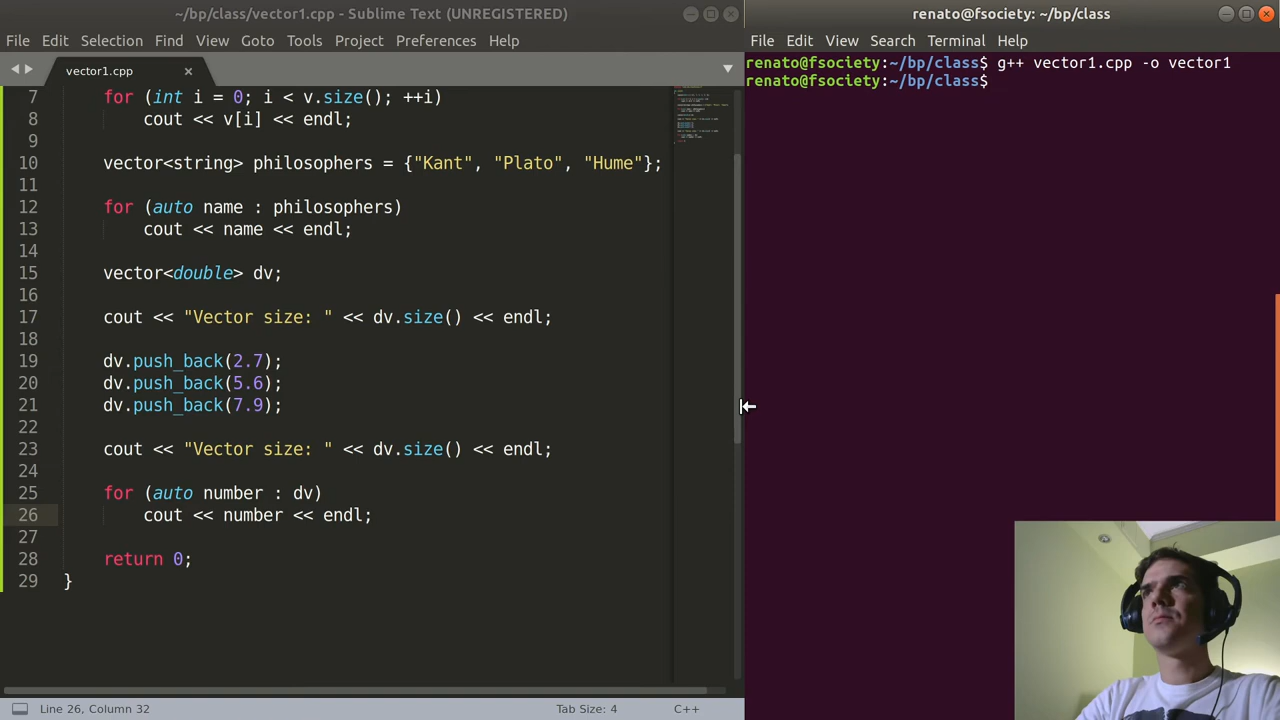 ~/bp/class/vector1.cpp - Sublime Text (UNREGISTERED)
File Edit Selection Find View Goto Tools Project Preferences Help
vector1.cpp
7 for (int i = 0; i < v.size(); ++i)
8 cout << v[i] << endl;
9
10 vector<string> philosophers = {"Kant", "Plato", "Hume"};
11
12 for (auto name : philosophers)
13 cout << name << endl;
14
15 vector<double> dv;
16
17 cout << "Vector size: " << dv.size() << endl;
18
19 dv.push_back(2.7);
20 dv.push_back(5.6);
21 dv.push_back(7.9);
22
23 cout << "Vector size: " << dv.size() << endl;
24
25 for (auto number : dv)
26 cout << number << endl;
27
28 return 0;
29 }
Line 26, Column 32
Tab Size: 4
C++
renato@fsociety: ~/bp/class
File Edit View Search Terminal Help
renato@fsociety:~/bp/class$ g++ vector1.cpp -o vector1
renato@fsociety:~/bp/class$